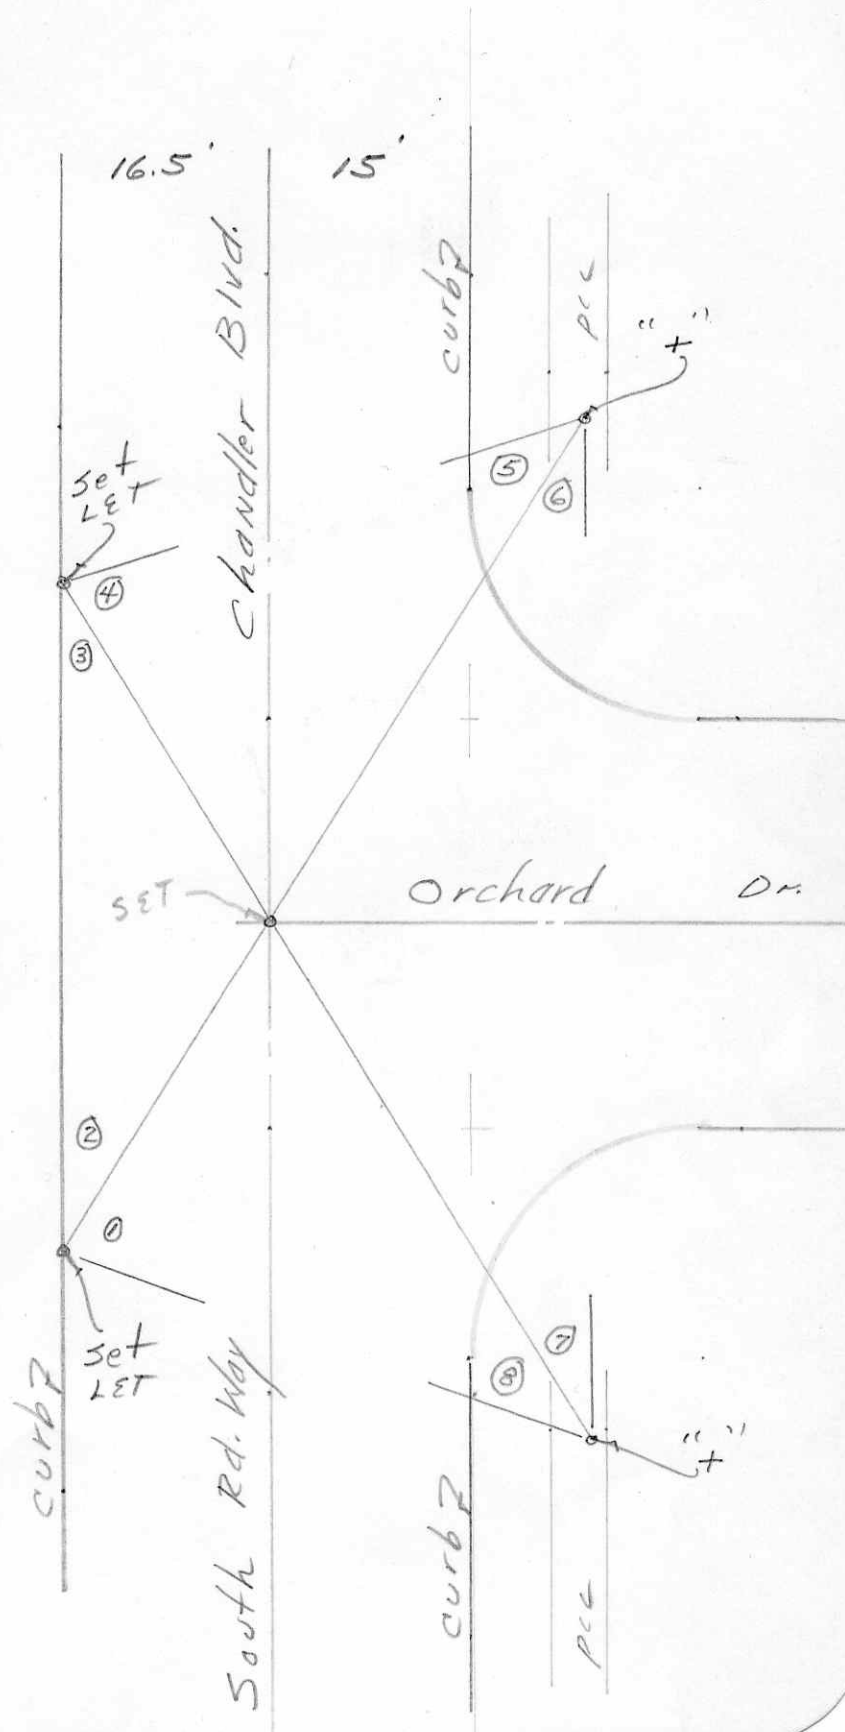 16.5'
15'
Chandler Blvd.
curb
pcc
"+"
Set
LET
⑤
⑥
④
③
SET
Orchard Dr.
②
①
Set
LET
⑦
⑧
"+"
curb
South Rd. Way
curb
pcc